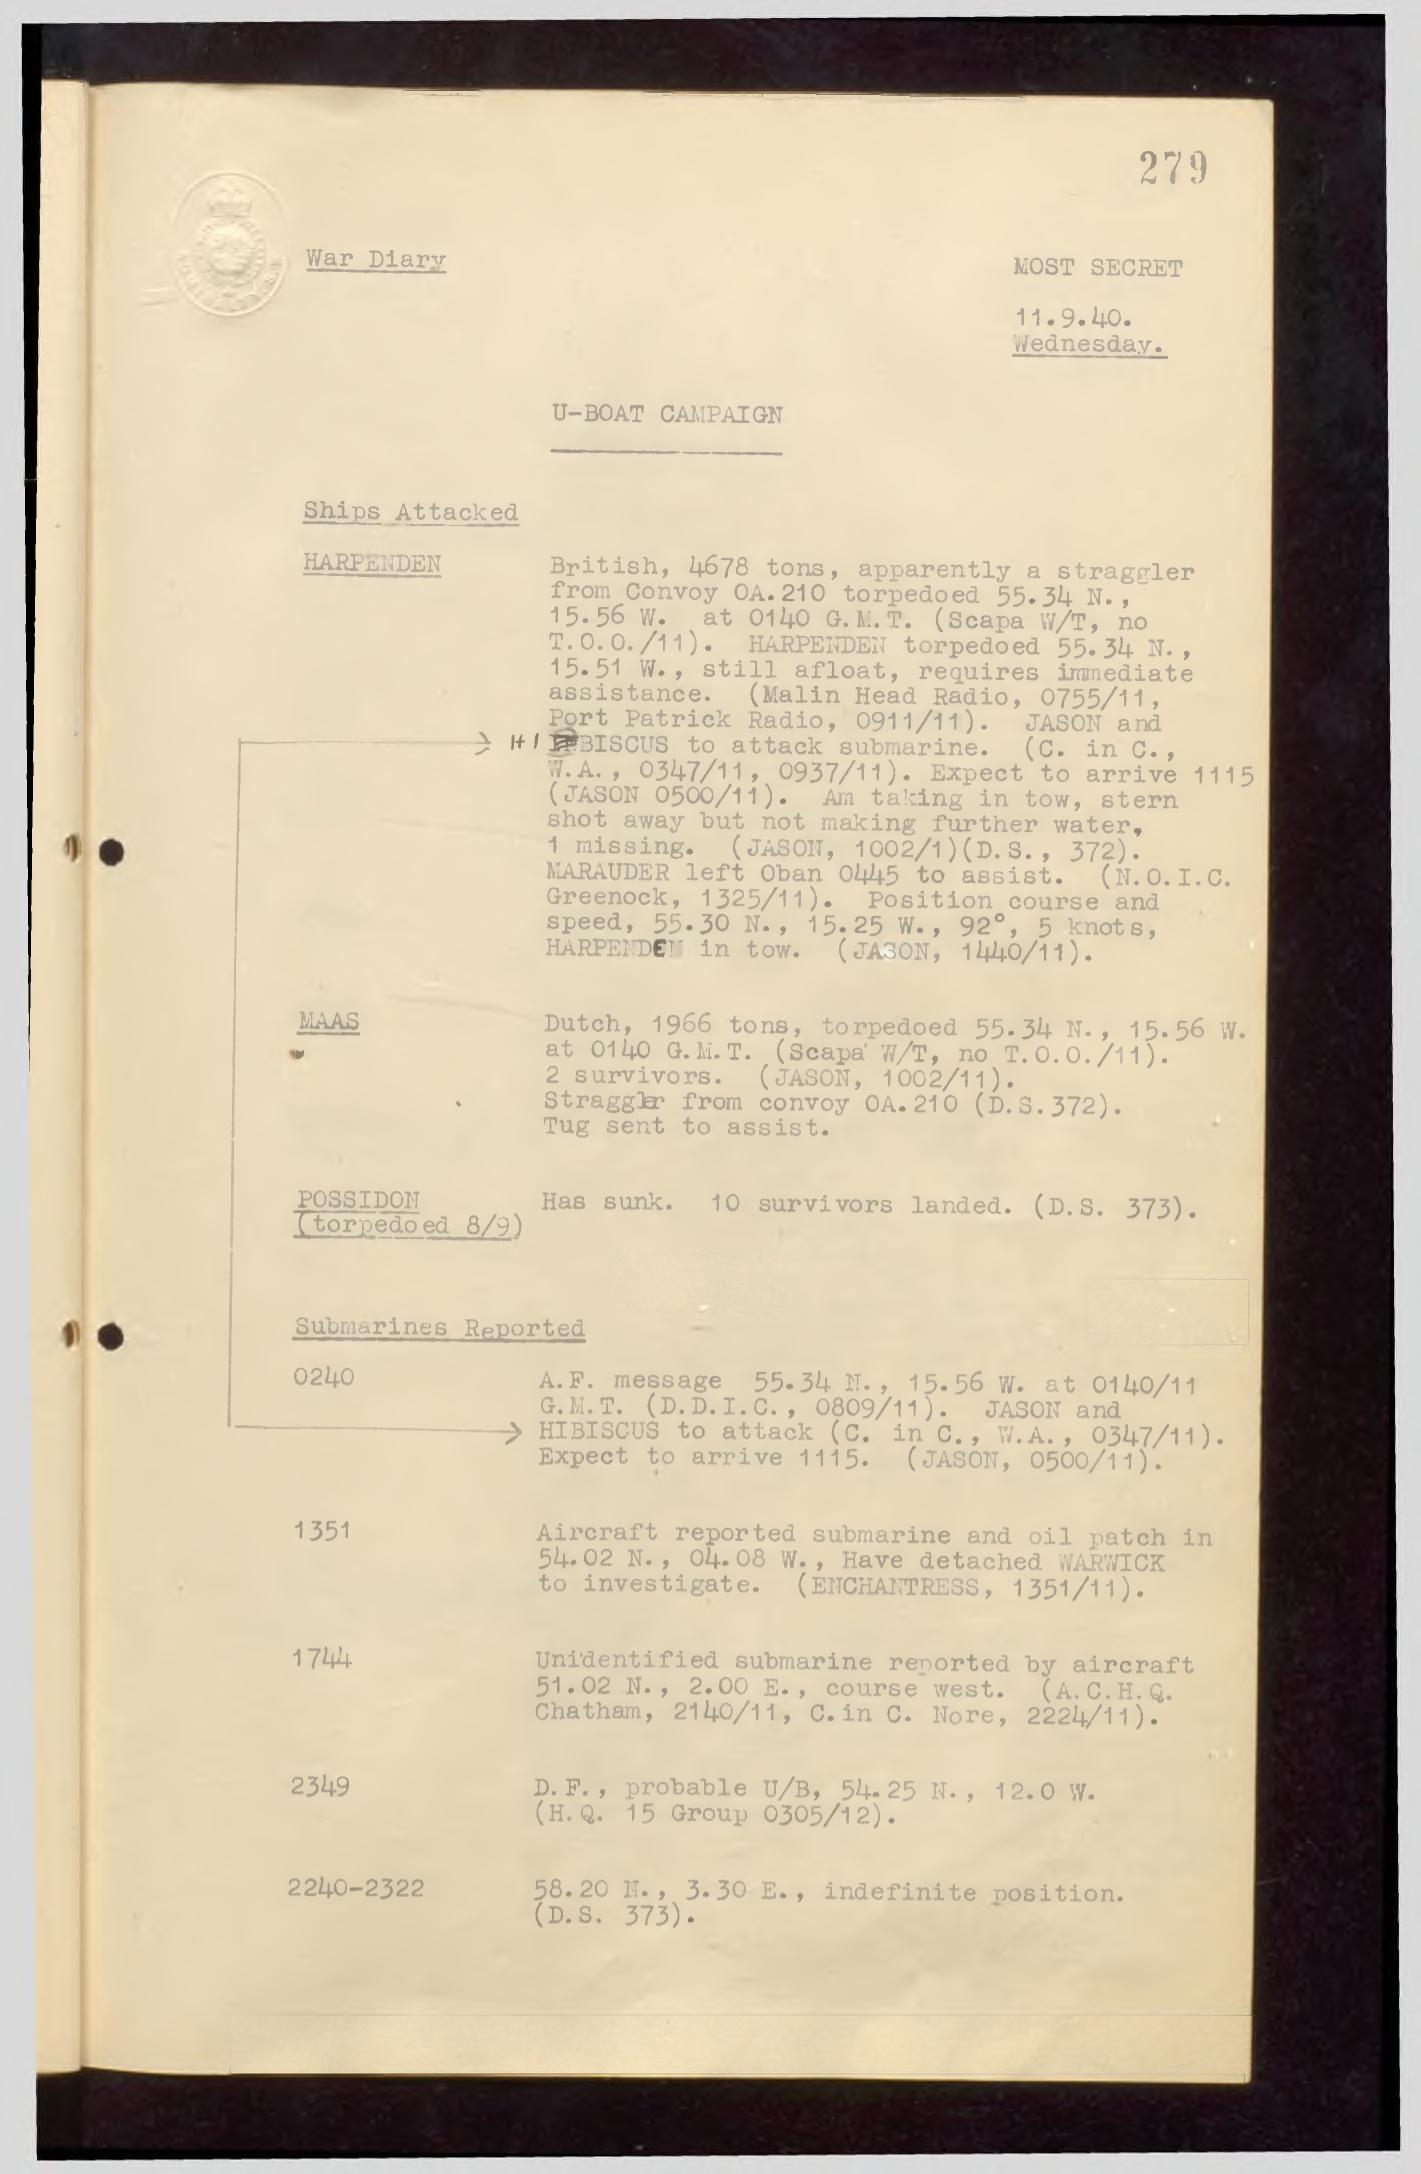 279
War Diary
MOST SECRET
11.9.40.
Wednesday.
U-BOAT CAMPAIGN
Ships Attacked
HARPENDEN
British, 4678 tons, apparently a straggler
from Convoy OA.210 torpedoed 55.34 N.,
15.56 W. at 0140 G.M.T. (Scapa W/T, no
T.O.O./11). HARPENDEN torpedoed 55.34 N.,
15.51 W., still afloat, requires immediate
assistance. (Malin Head Radio, 0755/11,
Port Patrick Radio, 0911/11). JASON and
HIBISCUS to attack submarine. (C. in C.,
W.A., 0347/11, 0937/11). Expect to arrive 1115
(JASON 0500/11). Am taking in tow, stern
shot away but not making further water,
1 missing. (JASON, 1002/1)(D.S., 372).
MARAUDER left Oban 0445 to assist. (N.O.I.C.
Greenock, 1325/11). Position course and
speed, 55.30 N., 15.25 W., 92°, 5 knots,
HARPENDEN in tow. (JASON, 1440/11).
MAAS
Dutch, 1966 tons, torpedoed 55.34 N., 15.56 W.
at 0140 G.M.T. (Scapa W/T, no T.O.O./11).
2 survivors. (JASON, 1002/11).
Straggler from convoy OA.210 (D.S.372).
Tug sent to assist.
POSSIDON
(torpedoed 8/9)
Has sunk. 10 survivors landed. (D.S. 373).
Submarines Reported
0240
A.F. message 55.34 N., 15.56 W. at 0140/11
G.M.T. (D.D.I.C., 0809/11). JASON and
HIBISCUS to attack (C. in C., W.A., 0347/11).
Expect to arrive 1115. (JASON, 0500/11).
1351
Aircraft reported submarine and oil patch in
54.02 N., 04.08 W., Have detached WARWICK
to investigate. (ENCHANTRESS, 1351/11).
1744
Unidentified submarine reported by aircraft
51.02 N., 2.00 E., course west. (A.C.H.Q.
Chatham, 2140/11, C.in C. Nore, 2224/11).
2349
D.F., probable U/B, 54.25 N., 12.0 W.
(H.Q. 15 Group 0305/12).
2240-2322
58.20 N., 3.30 E., indefinite position.
(D.S. 373).